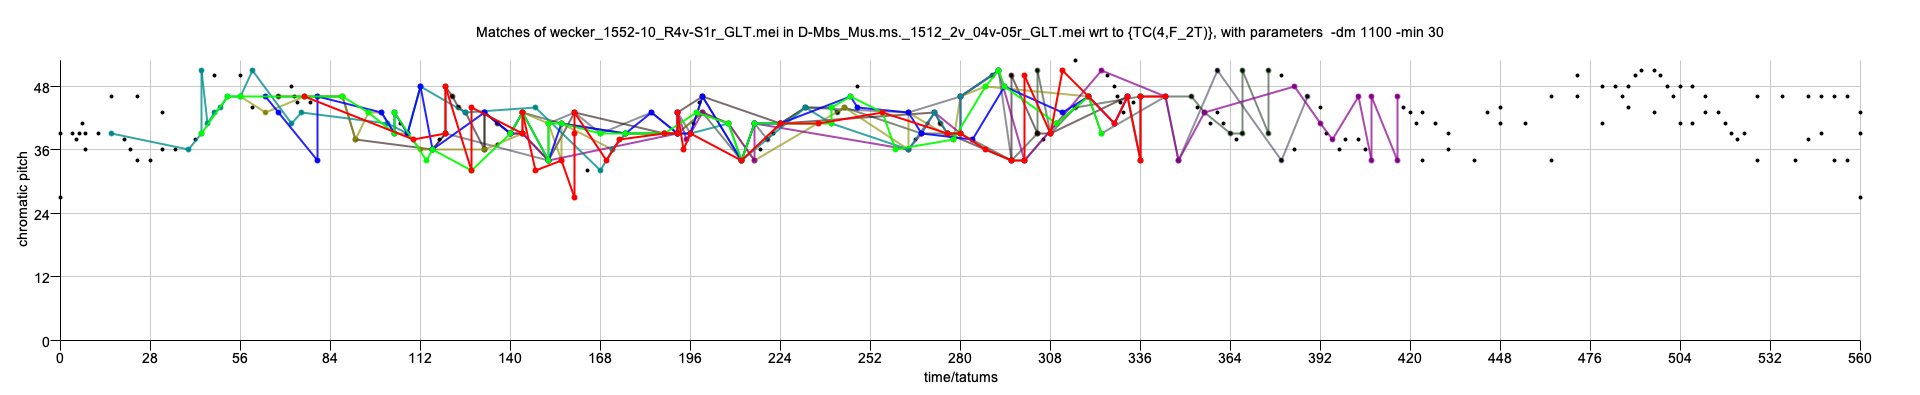 Matches of wecker_1552-10_R4v-S1r_GLT.mei in D-Mbs_Mus.ms._1512_2v_04v-05r_GLT.mei wrt to {TC(4,F_2T)}, with parameters  -dm 1100 -min 30
48
36
24
12
0
chromatic pitch
0 28 56 84 112 140 168 196 224 252 280 308 336 364 392 420 448 476 504 532 560
time/tatums